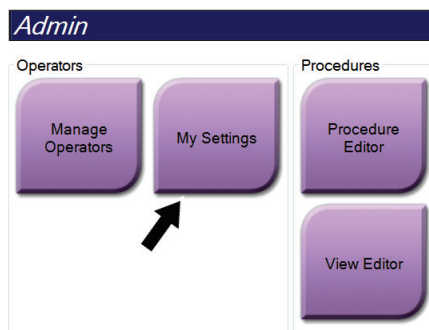 Admin
Operators
Procedures
Manage
Operators
My Settings
Procedure
Editor
View Editor